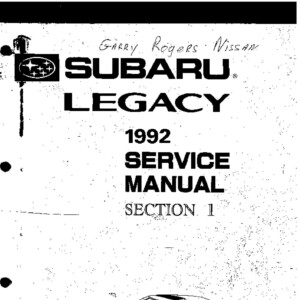 GARRY ROGERS NISSAN
SUBARU®
LEGACY
1992
SERVICE
MANUAL
SECTION 1